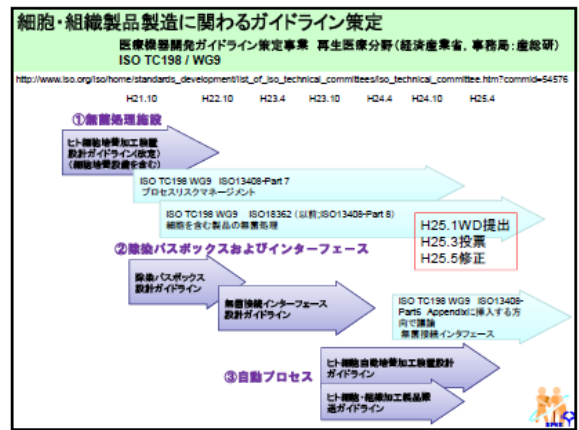 細胞・組織製品製造に関わるガイドライン策定
医療機器開発ガイドライン策定事業 再生医療分野(経済産業省，事務局:産総研)
ISO TC198 / WG9
http://www.iso.org/iso/home/standards_development/list_of_iso_technical_committees/iso_technical_committee.htm?commid=54576
H21.10 H22.10 H23.4 H23.10 H24.4 H24.10 H25.4
①無菌処理施設
ヒト細胞培養加工装置
設計ガイドライン(改定)
(細胞培養設備を含む)
ISO TC198 WG9 ISO13408-Part 7
プロセスリスクマネージメント
ISO TC198 WG9 ISO18362 (以前;ISO13408-Part 8)
細胞を含む製品の無菌処理
H25.1WD提出
H25.3投票
H25.5修正
②除染パスボックスおよびインターフェース
除染パスボックス
設計ガイドライン
無菌接続インターフェース
設計ガイドライン
ISO TC198 WG9 ISO13408-
Part6 Appendixに挿入する方
向で議論
無菌接続インタフェース
③自動プロセス
ヒト細胞自動培養加工装置設計
ガイドライン
ヒト細胞・組織加工製品搬
送ガイドライン